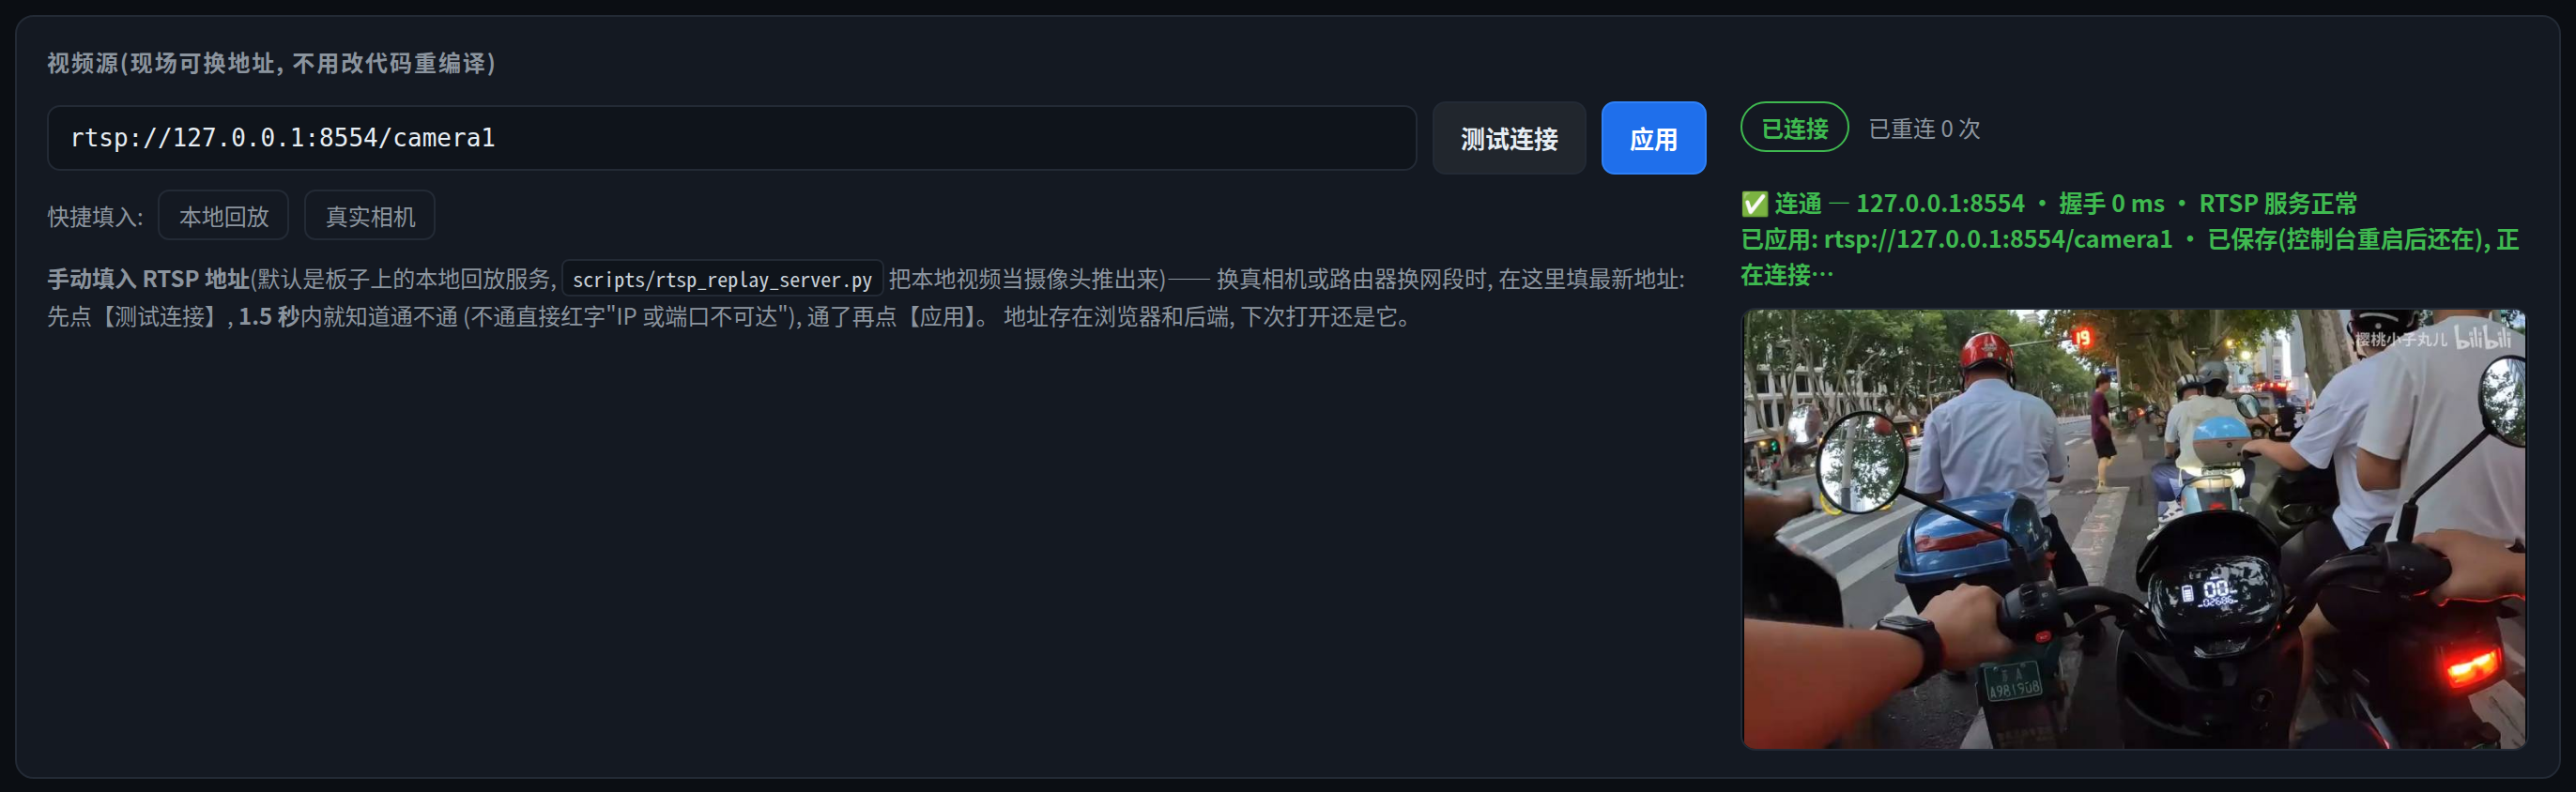 视频源(现场可换地址, 不用改代码重编译)
rtsp://127.0.0.1:8554/camera1
测试连接
应用
已连接
已重连 0 次
快捷填入:
本地回放
真实相机
手动填入 RTSP 地址(默认是板子上的本地回放服务, scripts/rtsp_replay_server.py 把本地视频当摄像头推出来)—— 换真相机或路由器换网段时, 在这里填最新地址:
先点【测试连接】, 1.5 秒内就知道通不通 (不通直接红字"IP 或端口不可达"), 通了再点【应用】。 地址存在浏览器和后端, 下次打开还是它。
✅ 连通 — 127.0.0.1:8554 • 握手 0 ms • RTSP 服务正常
已应用: rtsp://127.0.0.1:8554/camera1 • 已保存(控制台重启后还在), 正
在连接…
19
樱桃小子丸儿 bilibili
00
A981908